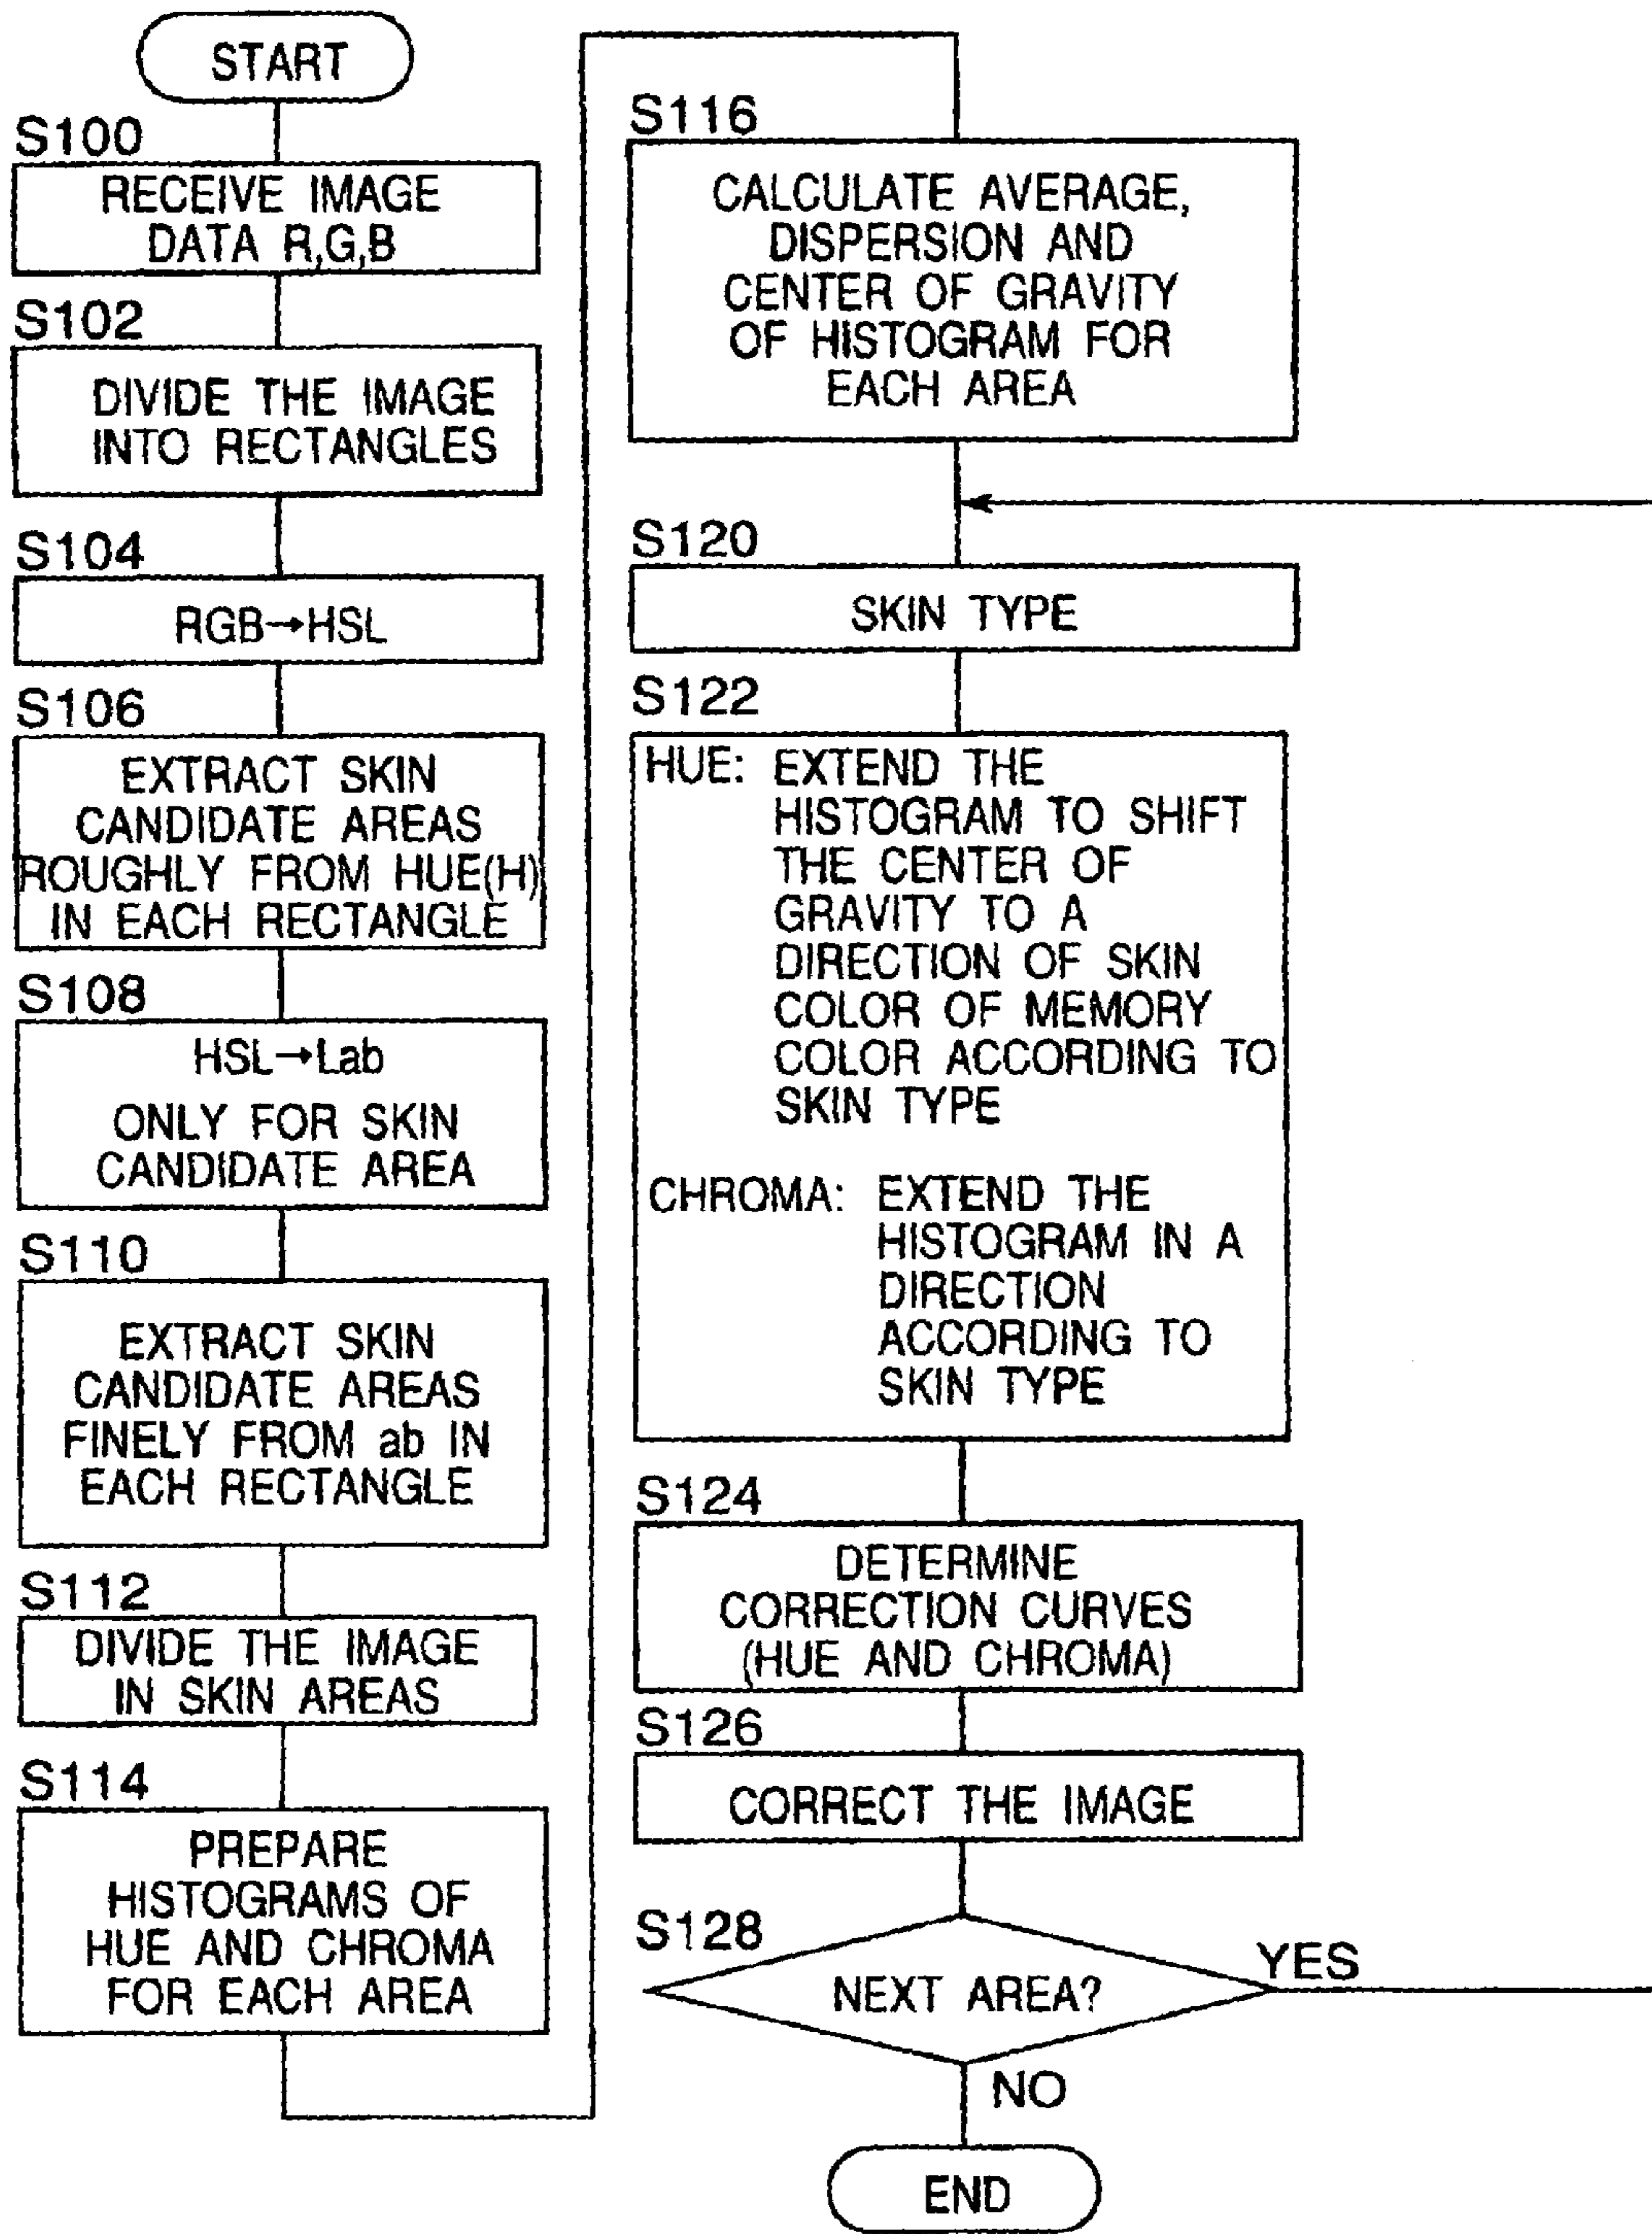 START
S100
RECEIVE IMAGE
DATA R,G,B
S102
DIVIDE THE IMAGE
INTO RECTANGLES
S104
RGB→HSL
S106
EXTRACT SKIN
CANDIDATE AREAS
ROUGHLY FROM HUE(H)
IN EACH RECTANGLE
S108
HSL→Lab
ONLY FOR SKIN
CANDIDATE AREA
S110
EXTRACT SKIN
CANDIDATE AREAS
FINELY FROM ab IN
EACH RECTANGLE
S112
DIVIDE THE IMAGE
IN SKIN AREAS
S114
PREPARE
HISTOGRAMS OF
HUE AND CHROMA
FOR EACH AREA
S116
CALCULATE AVERAGE,
DISPERSION AND
CENTER OF GRAVITY
OF HISTOGRAM FOR
EACH AREA
S120
SKIN TYPE
S122
HUE: EXTEND THE
HISTOGRAM TO SHIFT
THE CENTER OF
GRAVITY TO A
DIRECTION OF SKIN
COLOR OF MEMORY
COLOR ACCORDING TO
SKIN TYPE
CHROMA: EXTEND THE
HISTOGRAM IN A
DIRECTION
ACCORDING TO
SKIN TYPE
S124
DETERMINE
CORRECTION CURVES
(HUE AND CHROMA)
S126
CORRECT THE IMAGE
S128
NEXT AREA?
YES
NO
END